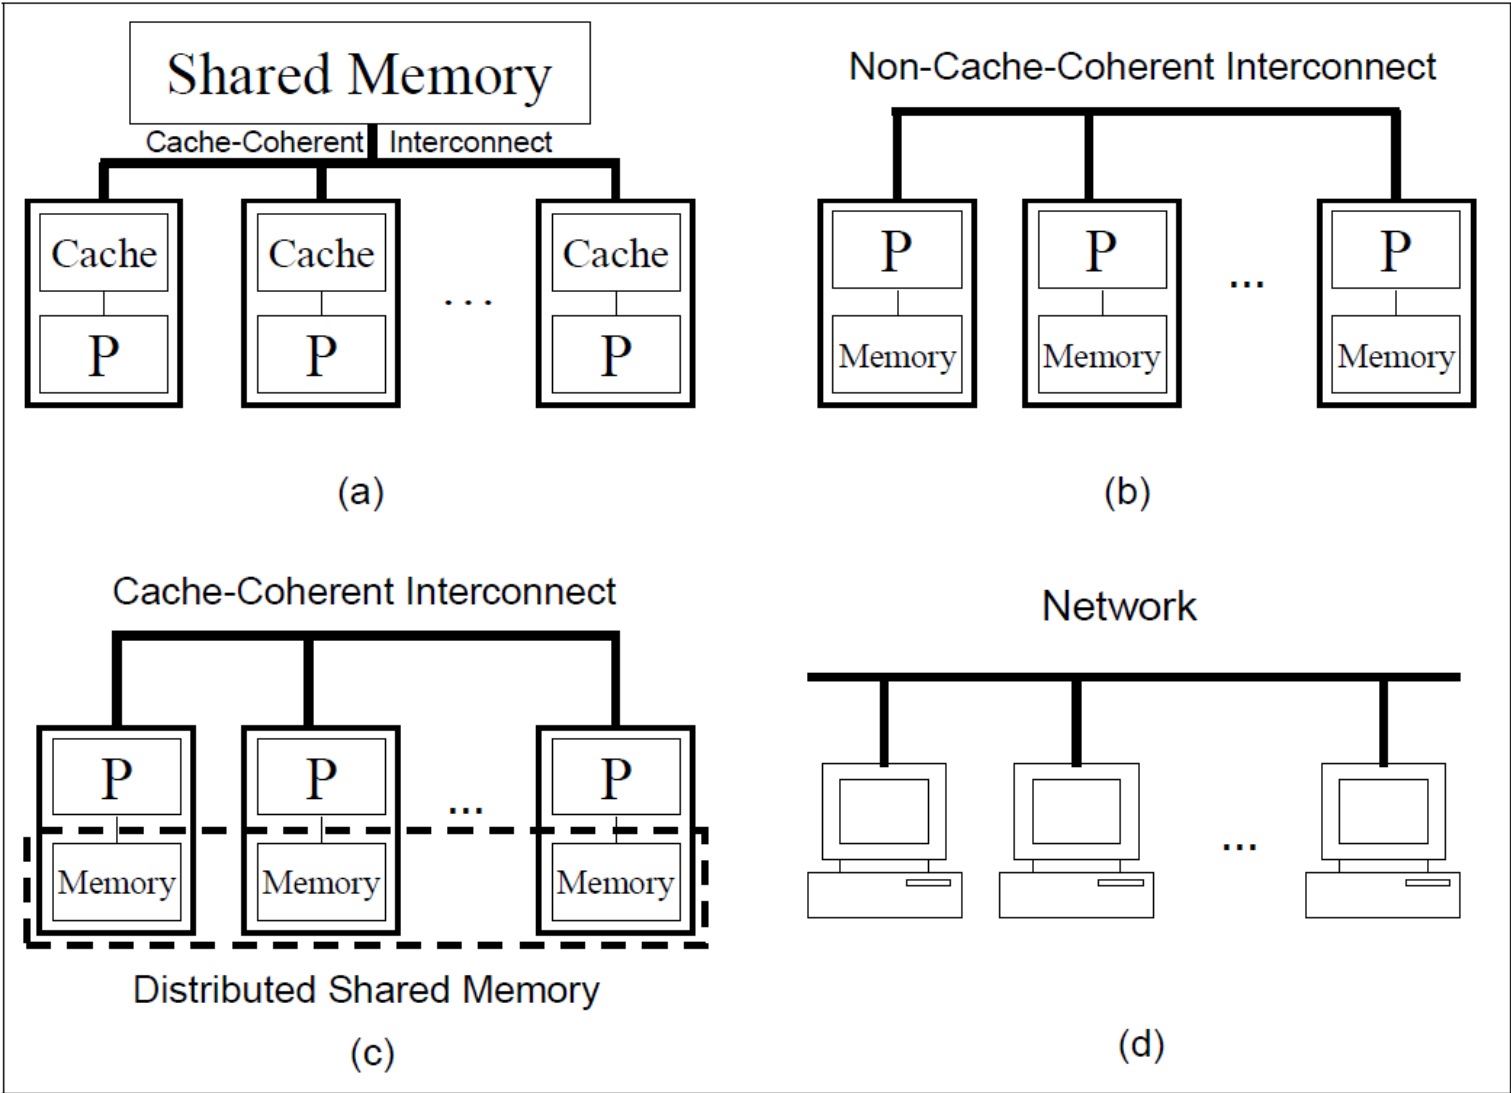 Shared Memory
Cache-Coherent Interconnect
Cache Cache ... Cache
P P P
(a)
Non-Cache-Coherent Interconnect
P P ... P
Memory Memory Memory
(b)
Cache-Coherent Interconnect
P P ... P
Memory Memory Memory
Distributed Shared Memory
(c)
Network
...
(d)